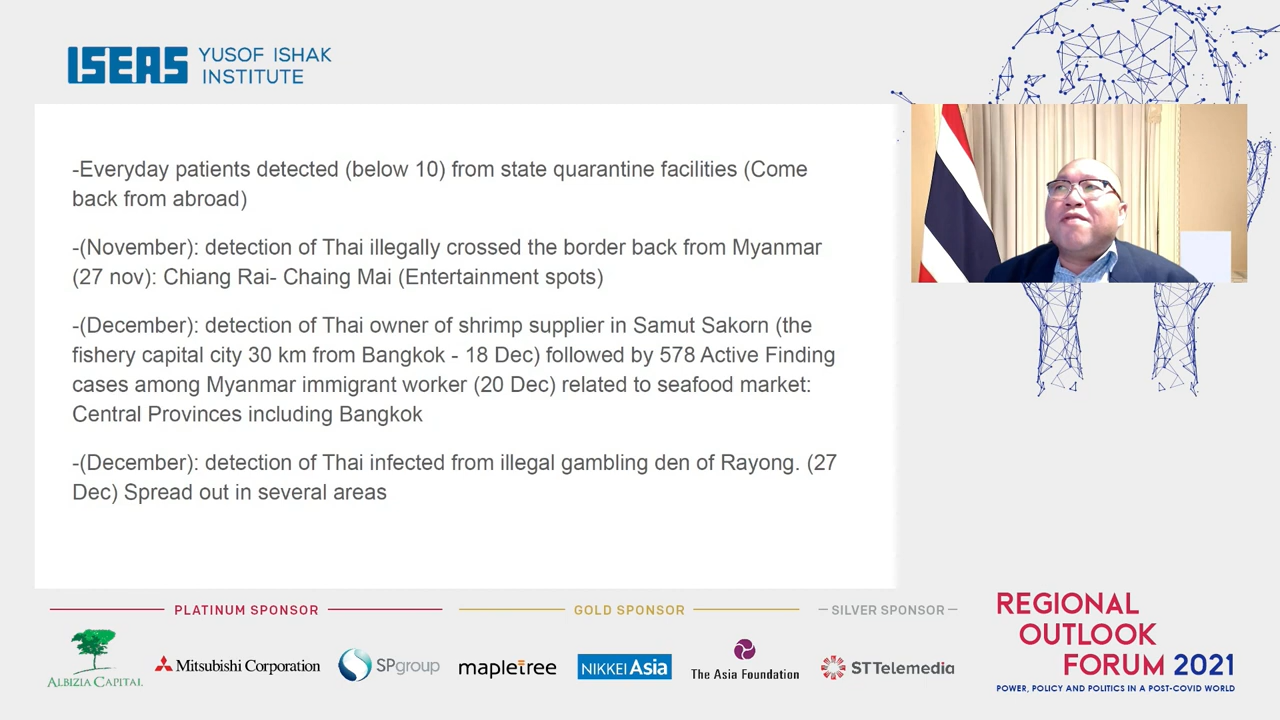 ISEAS YUSOF ISHAK
INSTITUTE
-Everyday patients detected (below 10) from state quarantine facilities (Come
back from abroad)
-(November): detection of Thai illegally crossed the border back from Myanmar
(27 nov): Chiang Rai- Chaing Mai (Entertainment spots)
-(December): detection of Thai owner of shrimp supplier in Samut Sakorn (the
fishery capital city 30 km from Bangkok - 18 Dec) followed by 578 Active Finding
cases among Myanmar immigrant worker (20 Dec) related to seafood market:
Central Provinces including Bangkok
-(December): detection of Thai infected from illegal gambling den of Rayong. (27
Dec) Spread out in several areas
PLATINUM SPONSOR
GOLD SPONSOR
SILVER SPONSOR
ALBIZIA CAPITAL
Mitsubishi Corporation
SPgroup
mapletree
NIKKEI Asia
The Asia Foundation
ST Telemedia
REGIONAL
OUTLOOK
FORUM 2021
POWER, POLICY AND POLITICS IN A POST-COVID WORLD